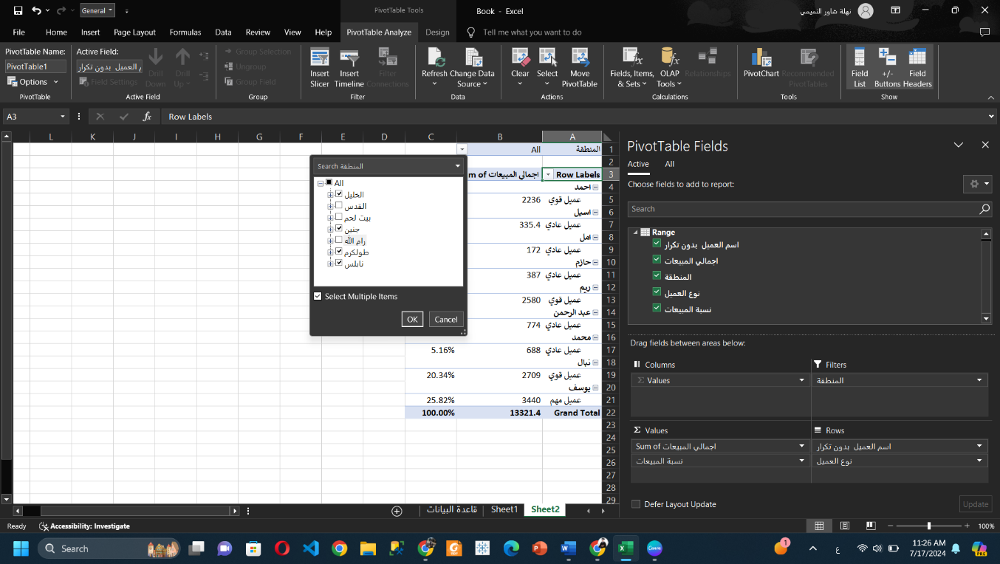 General
PivotTable Tools
Book - Excel
نهلة شاور التميمي
File Home Insert Page Layout Formulas Data Review View Help PivotTable Analyze Design Tell me what you want to do
PivotTable Name:
PivotTable1
Options
PivotTable
Active Field:
العميل بدون تكرار
Field Settings
Drill Down
Drill Up
Active Field
Group Selection
Ungroup
Group Field
Group
Insert Slicer
Insert Timeline
Filter Connections
Filter
Refresh
Change Data Source
Data
Clear
Select
Move PivotTable
Actions
Fields, Items, & Sets
OLAP Tools
Relationships
Calculations
PivotChart
Recommended PivotTables
Tools
Field List
+/- Buttons
Field Headers
Show
A3
fx
Row Labels
L K J I H G F E D C B A
1 المنطقة All
2
3 Row Labels اجمالي المبيعات m of
4 احمد
5 عميل قوي 2236
6 اسيل
7 عميل عادي 335.4
8 امل
9 عميل عادي 172
10 حازم
11 عميل عادي 387
12 ريم
13 عميل قوي 2580
14 عبد الرحمن
15 عميل عادي 774
16 محمد
17 عميل عادي 688 5.16%
18 نبال
19 عميل قوي 2709 20.34%
20 يوسف
21 عميل مهم 3440 25.82%
22 Grand Total 13321.4 100.00%
23
24
25
26
27
28
29
Search المنطقة
All
الخليل
القدس
بيت لحم
جنين
رام الله
طولكرم
نابلس
Select Multiple Items
OK Cancel
PivotTable Fields
Active All
Choose fields to add to report:
Search
Range
اسم العميل بدون تكرار
اجمالي المبيعات
المنطقة
نوع العميل
نسبة المبيعات
Drag fields between areas below:
Columns
Σ Values
Filters
المنطقة
Σ Values
Sum of اجمالي المبيعات
نسبة المبيعات
Rows
اسم العميل بدون تكرار
نوع العميل
Defer Layout Update
Update
قاعدة البيانات Sheet1 Sheet2
Ready
Accessibility: Investigate
100%
Search
1
ع
11:26 AM
7/17/2024
PRE